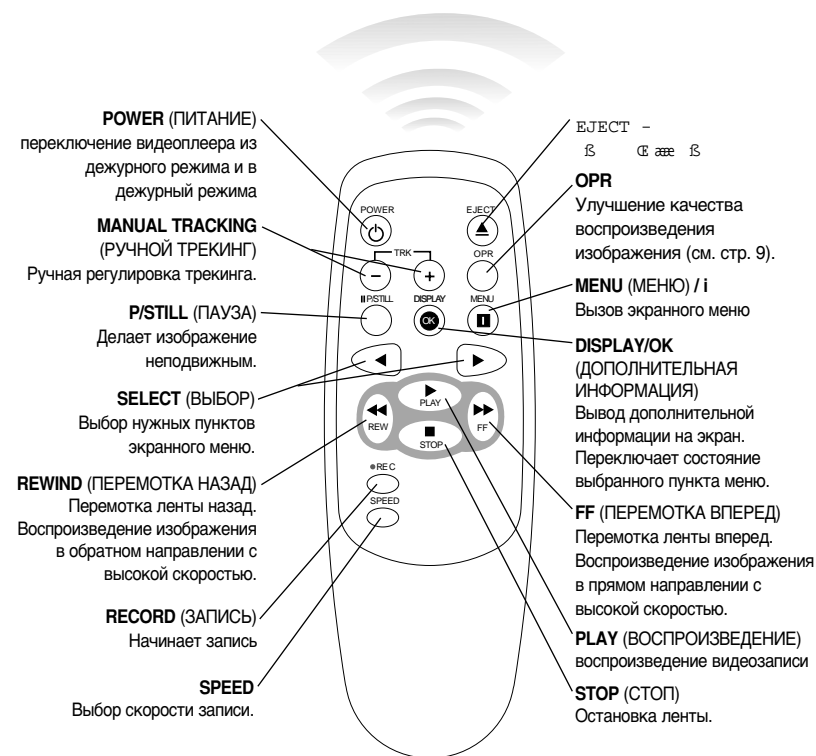 POWER (ПИТАНИЕ)
переключение видеоплеера из
дежурного режима и в
дежурный режима
MANUAL TRACKING
(РУЧНОЙ ТРЕКИНГ)
Ручная регулировка трекинга.
P/STILL (ПАУЗА)
Делает изображение
неподвижным.
SELECT (ВЫБОР)
Выбор нужных пунктов
экранного меню.
REWIND (ПЕРЕМОТКА НАЗАД)
Перемотка ленты назад.
Воспроизведение изображения
в обратном направлении с
высокой скоростью.
RECORD (ЗАПИСЬ)
Начинает запись
SPEED
Выбор скорости записи.
POWER
EJECT
TRK
OPR
P/STILL
DISPLAY
MENU
OK
PLAY
REW
FF
STOP
REC
SPEED
EJECT -
ß Œ æææ ß
OPR
Улучшение качества
воспроизведения
изображения (см. стр. 9).
MENU (МЕНЮ) / i
Вызов экранного меню
DISPLAY/OK
(ДОПОЛНИТЕЛЬНАЯ
ИНФОРМАЦИЯ)
Вывод дополнительной
информации на экран.
Переключает состояние
выбранного пункта меню.
FF (ПЕРЕМОТКА ВПЕРЕД)
Перемотка ленты вперед.
Воспроизведение изображения
в прямом направлении с
высокой скоростью.
PLAY (ВОСПРОИЗВЕДЕНИЕ)
воспроизведение видеозаписи
STOP (СТОП)
Остановка ленты.